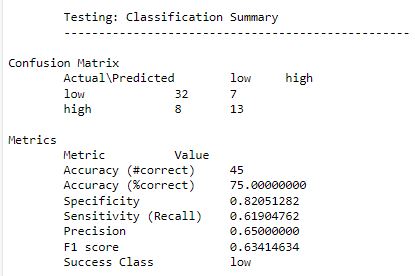 Testing: Classification Summary
------------------------------------------------
Confusion Matrix
Actual\Predicted low high
low 32 7
high 8 13
Metrics
Metric Value
Accuracy (#correct) 45
Accuracy (%correct) 75.00000000
Specificity 0.82051282
Sensitivity (Recall) 0.61904762
Precision 0.65000000
F1 score 0.63414634
Success Class low